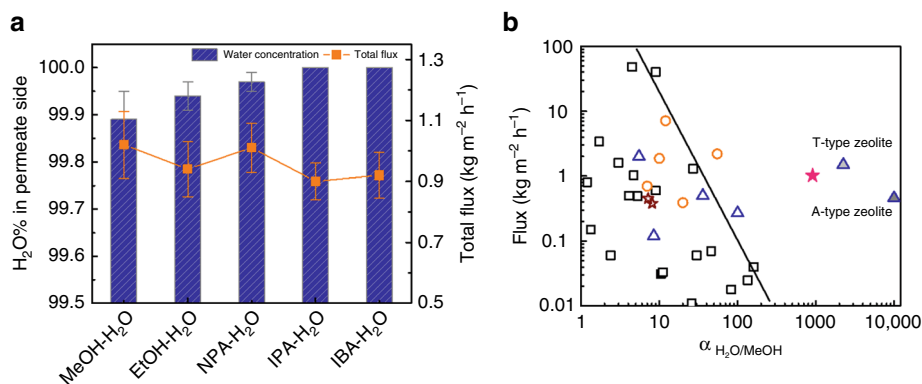 a
Water concentration
Total flux
H₂O% in permeate side
100.0
99.9
99.8
99.7
99.6
99.5
1.3
1.1
0.9
0.7
0.5
Total flux (kg m⁻² h⁻¹)
MeOH-H₂O
EtOH-H₂O
NPA-H₂O
IPA-H₂O
IBA-H₂O
b
Flux (kg m⁻² h⁻¹)
100
10
1
0.1
0.01
T-type zeolite
A-type zeolite
1
10
100
1000
10,000
α H₂O/MeOH